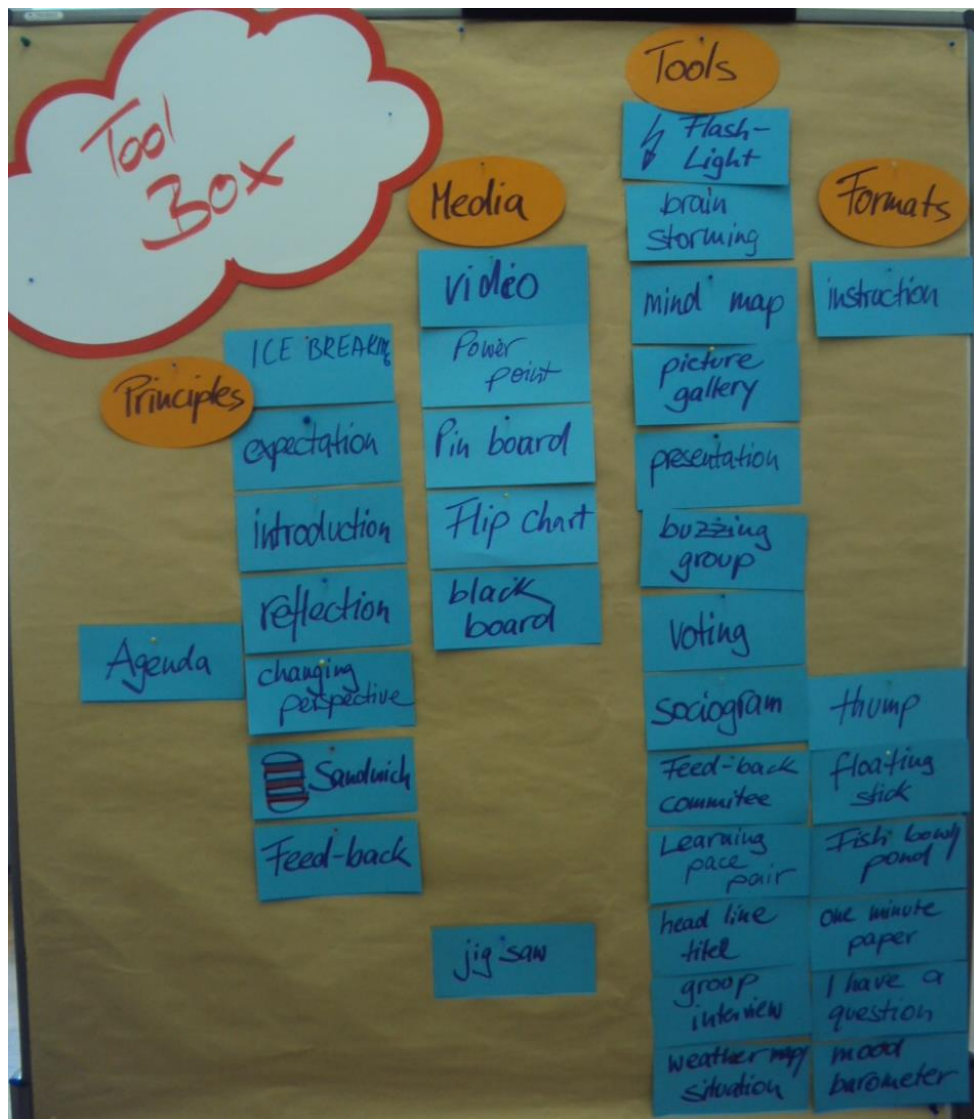 Tool
BOX
Principles
ICE BREAKING
expectation
introduction
reflection
Agenda
changing
perspective
Sandwich
Feed-back
Media
video
Power
point
Pin board
Flip chart
black
board
jig saw
Tools
Flash-
Light
brain
storming
mind map
picture
gallery
presentation
buzzing
group
voting
sociogram
Feed-back
commitee
Learning
pace
pair
head line
titel
groop
interview
weather map/
situation
Formats
instruction
thump
floating
stick
Fish bowl/
pond
one minute
paper
I have a
question
mood
barometer